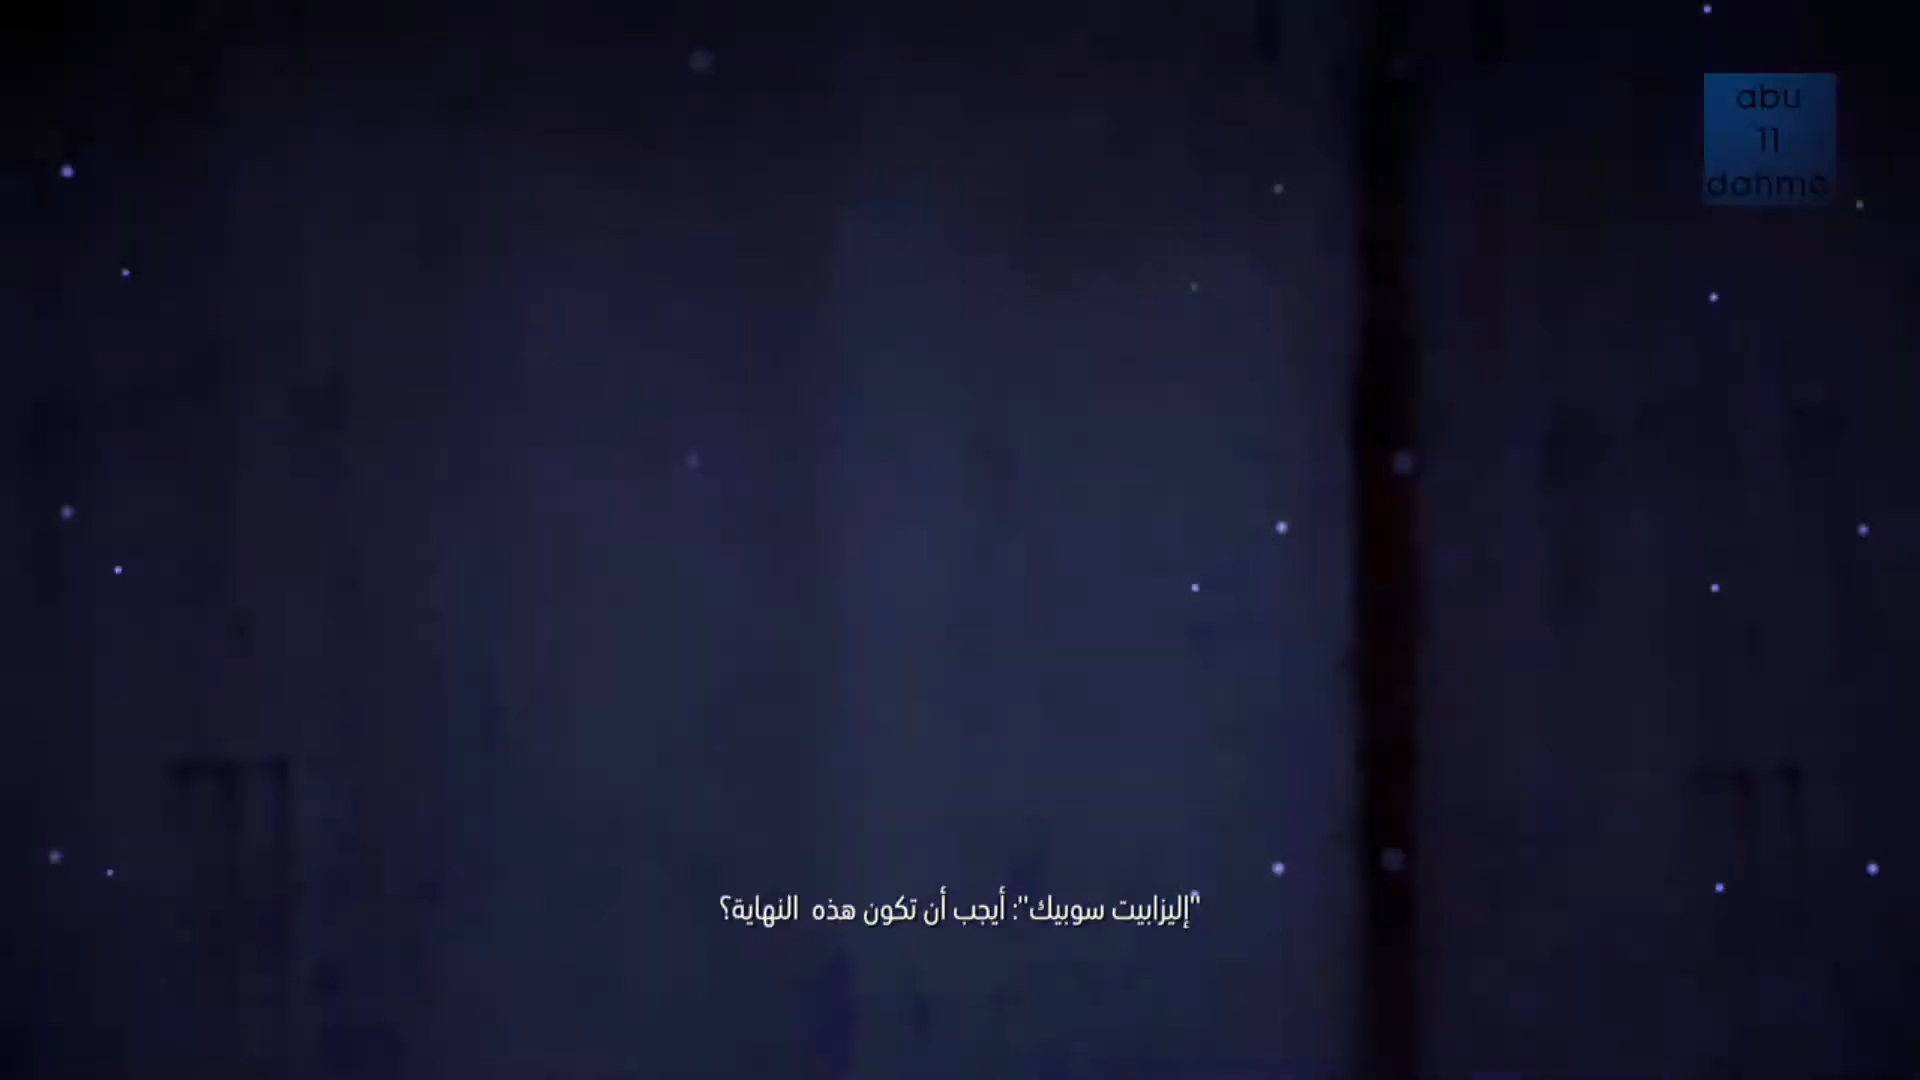 abu
11
dahmo
"إليزابيت سوبيك": أيجب أن تكون هذه النهاية؟